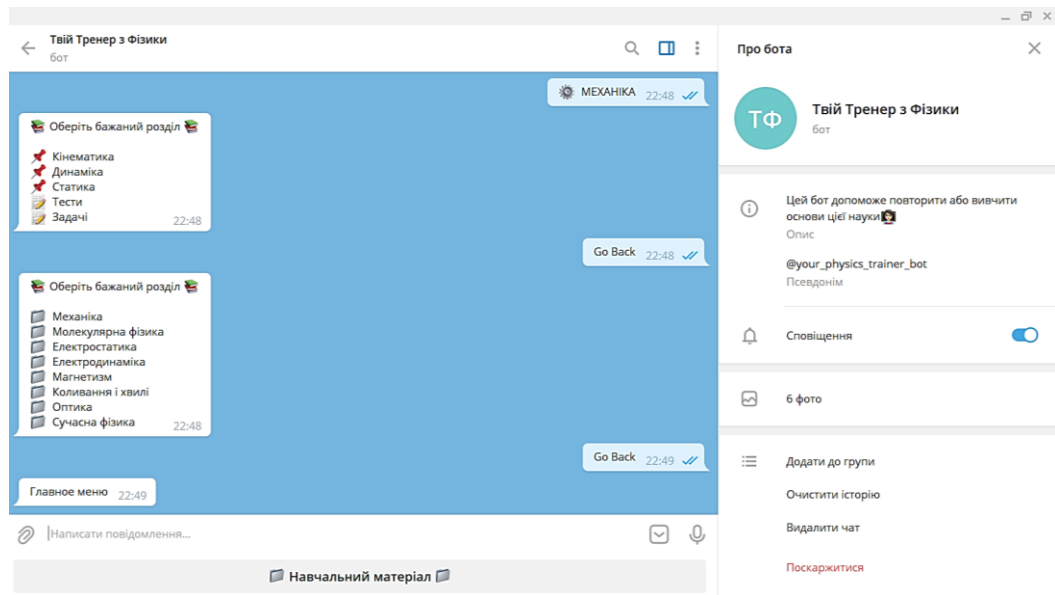 Твій Тренер з Фізики
бот
МЕХАНІКА 22:48
Оберіть бажаний розділ
Кінематика
Динаміка
Статика
Тести
Задачі 22:48
Go Back 22:48
Оберіть бажаний розділ
Механіка
Молекулярна фізика
Електростатика
Електродинаміка
Магнетизм
Коливання і хвилі
Оптика
Сучасна фізика 22:48
Go Back 22:49
Главное меню 22:49
Написати повідомлення...
Навчальний матеріал
Про бота
ТФ
Твій Тренер з Фізики
бот
Цей бот допоможе повторити або вивчити
основи цієї науки
Опис
@your_physics_trainer_bot
Псевдонім
Сповіщення
6 фото
Додати до групи
Очистити історію
Видалити чат
Поскаржитися